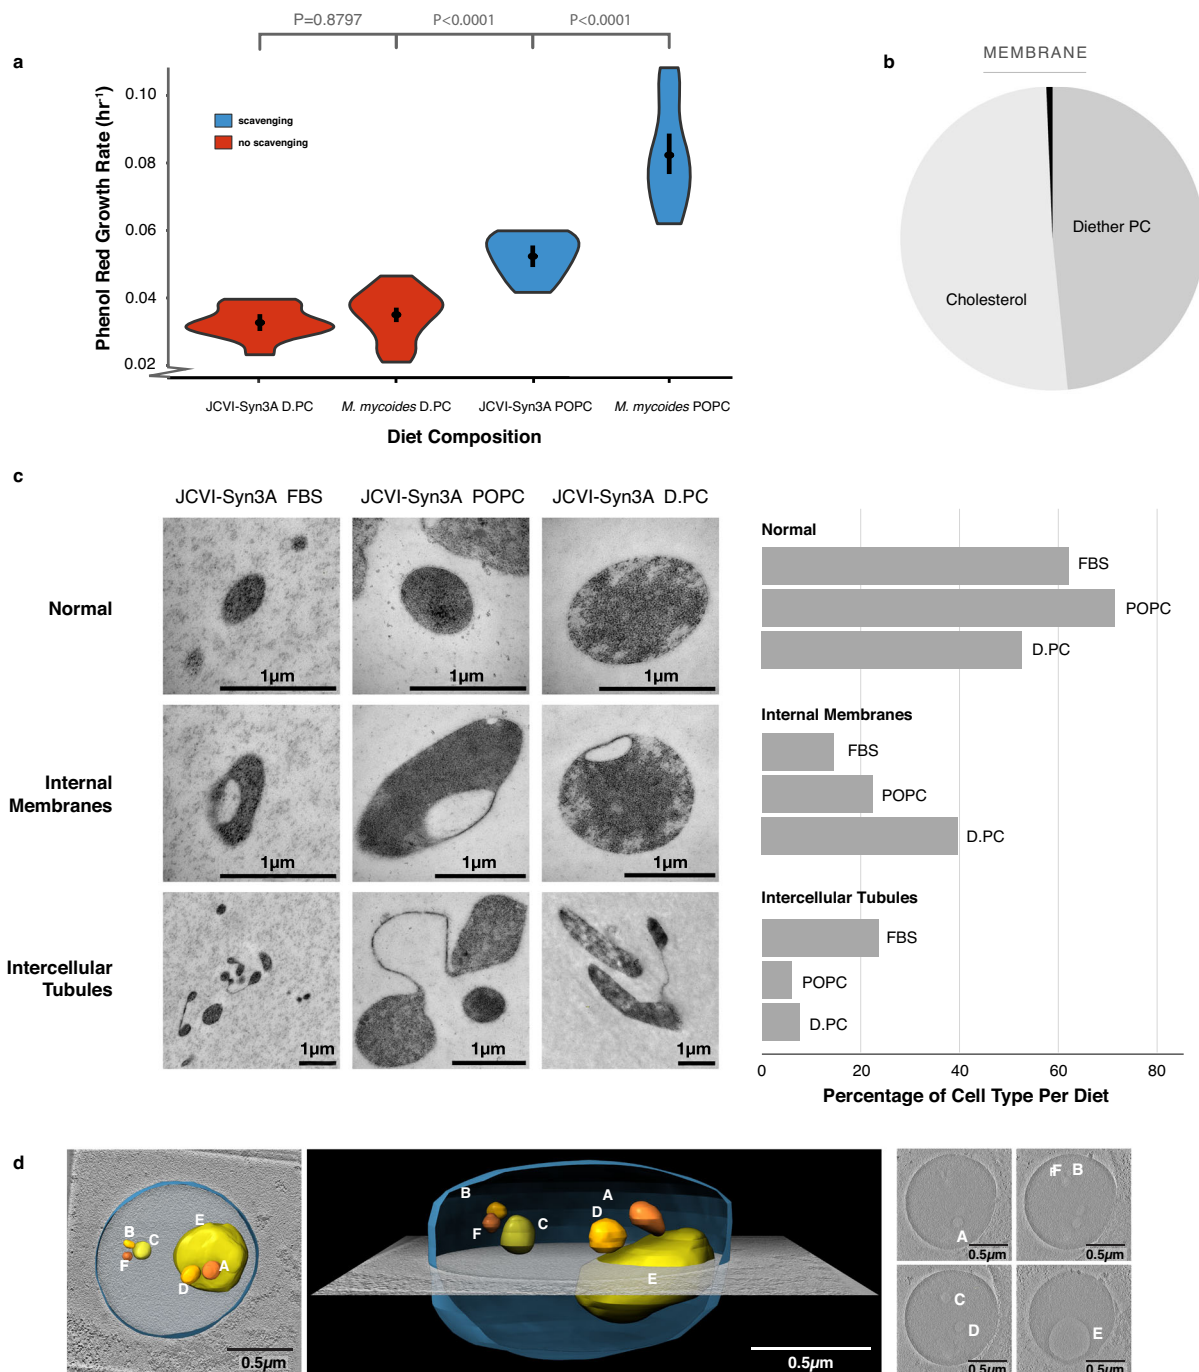 P=0.8797 P<0.0001 P<0.0001
a
Phenol Red Growth Rate (hr⁻¹)
0.10
0.08
0.06
0.04
0.02
scavenging
no scavenging
JCVI-Syn3A D.PC M. mycoides D.PC JCVI-Syn3A POPC M. mycoides POPC
Diet Composition
b
MEMBRANE
Diether PC
Cholesterol
c
JCVI-Syn3A FBS JCVI-Syn3A POPC JCVI-Syn3A D.PC
Normal
1µm 1µm 1µm
Internal
Membranes
1µm 1µm 1µm
Intercellular
Tubules
1µm 1µm 1µm
Normal
FBS
POPC
D.PC
Internal Membranes
FBS
POPC
D.PC
Intercellular Tubules
FBS
POPC
D.PC
0 20 40 60 80
Percentage of Cell Type Per Diet
d
E
B
C
F
A
D
0.5µm
B
A
F
C
D
E
0.5µm
A
0.5µm
F B
0.5µm
C
D
0.5µm
E
0.5µm